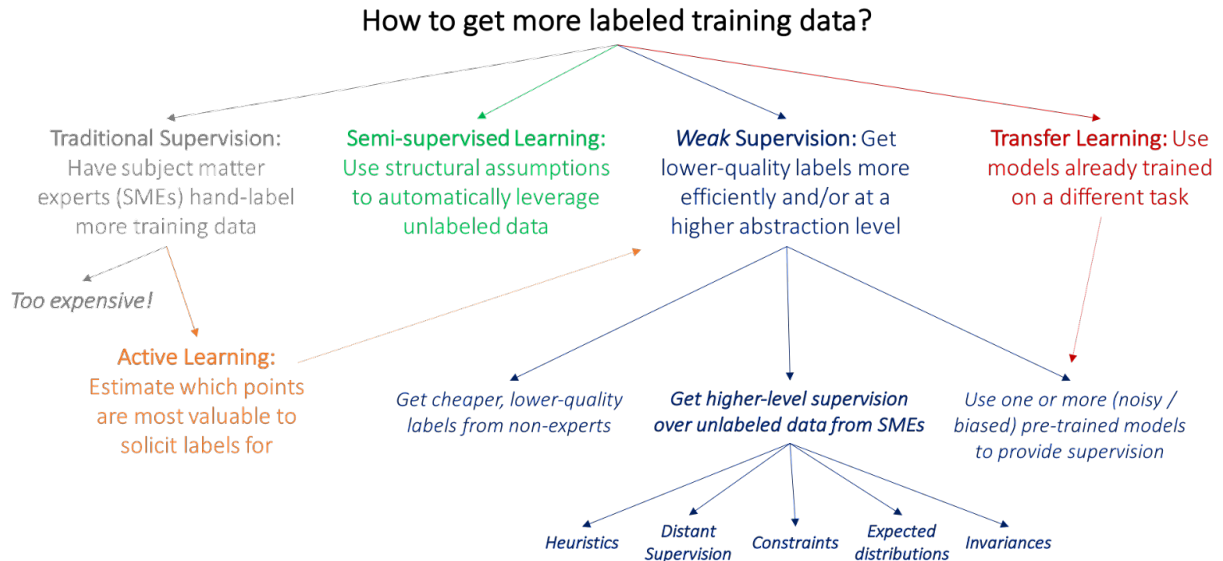 How to get more labeled training data?
Traditional Supervision:
Have subject matter
experts (SMEs) hand-label
more training data
Semi-supervised Learning:
Use structural assumptions
to automatically leverage
unlabeled data
Weak Supervision: Get
lower-quality labels more
efficiently and/or at a
higher abstraction level
Transfer Learning: Use
models already trained
on a different task
Too expensive!
Active Learning:
Estimate which points
are most valuable to
solicit labels for
Get cheaper, lower-quality
labels from non-experts
Get higher-level supervision
over unlabeled data from SMEs
Use one or more (noisy /
biased) pre-trained models
to provide supervision
Heuristics
Distant
Supervision
Constraints
Expected
distributions
Invariances